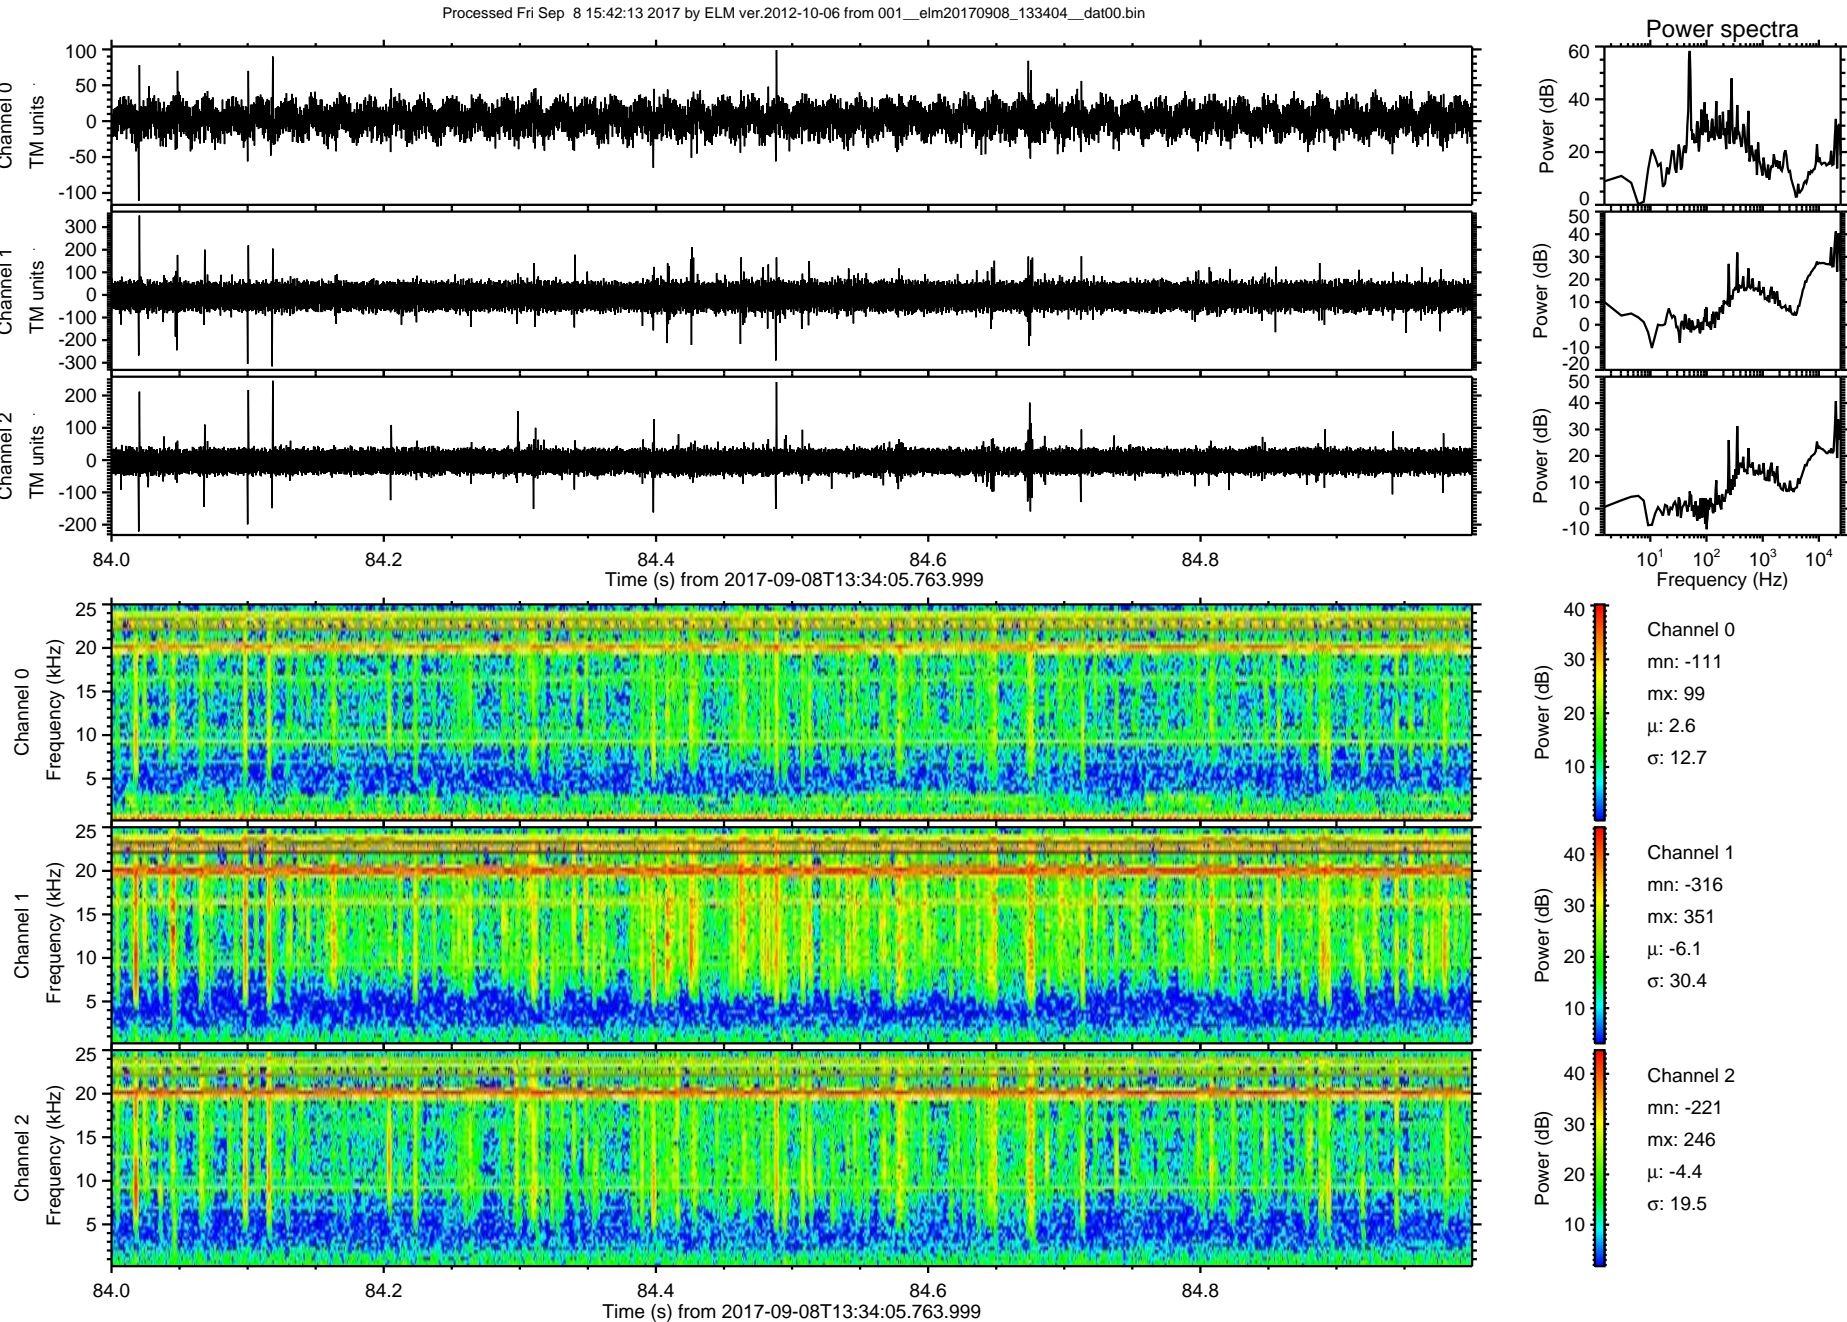 Processed Fri Sep 8 15:42:13 2017 by ELM ver.2012-10-06 from 001__elm20170908_133404__dat00.bin
Power spectra
Channel 0
TM units
100
50
0
-50
-100
Power (dB)
60
40
20
0
Channel 1
TM units
300
200
100
0
-100
-200
-300
Power (dB)
50
40
30
20
10
0
-10
-20
Channel 2
TM units
200
100
0
-100
-200
Power (dB)
50
40
30
20
10
0
-10
84.0 84.2 84.4 84.6 84.8
Time (s) from 2017-09-08T13:34:05.763.999
10¹ 10² 10³ 10⁴
Frequency (Hz)
Channel 0
Frequency (kHz)
25
20
15
10
5
Power (dB)
40
30
20
10
Channel 0
mn: -111
mx: 99
μ: 2.6
σ: 12.7
Channel 1
Frequency (kHz)
25
20
15
10
5
Power (dB)
40
30
20
10
Channel 1
mn: -316
mx: 351
μ: -6.1
σ: 30.4
Channel 2
Frequency (kHz)
25
20
15
10
5
Power (dB)
40
30
20
10
Channel 2
mn: -221
mx: 246
μ: -4.4
σ: 19.5
84.0 84.2 84.4 84.6 84.8
Time (s) from 2017-09-08T13:34:05.763.999